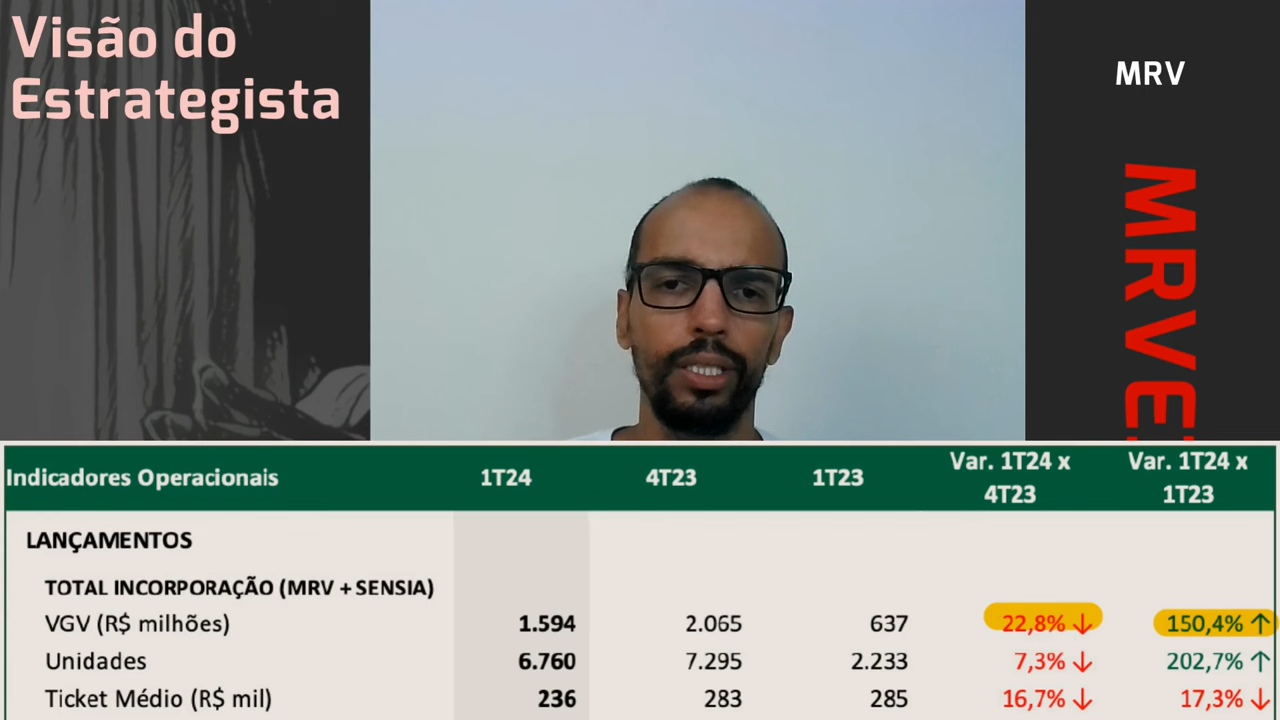 Visão do
Estrategista
MRV
MRVE
Indicadores Operacionais 1T24 4T23 1T23 Var. 1T24 x 4T23 Var. 1T24 x 1T23
LANÇAMENTOS
TOTAL INCORPORAÇÃO (MRV + SENSIA)
VGV (R$ milhões) 1.594 2.065 637 22,8% ↓ 150,4% ↑
Unidades 6.760 7.295 2.233 7,3% ↓ 202,7% ↑
Ticket Médio (R$ mil) 236 283 285 16,7% ↓ 17,3% ↓